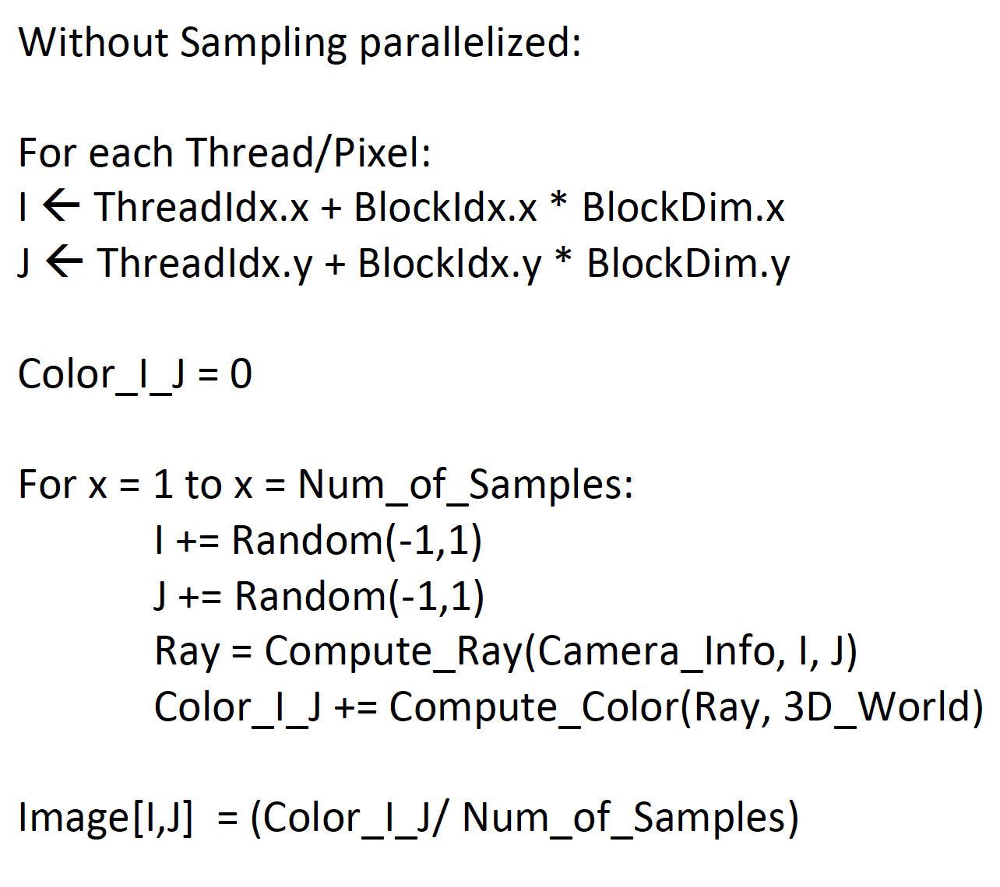 Without Sampling parallelized:
For each Thread/Pixel:
I ← ThreadIdx.x + BlockIdx.x * BlockDim.x
J ← ThreadIdx.y + BlockIdx.y * BlockDim.y
Color_I_J = 0
For x = 1 to x = Num_of_Samples:
I += Random(-1,1)
J += Random(-1,1)
Ray = Compute_Ray(Camera_Info, I, J)
Color_I_J += Compute_Color(Ray, 3D_World)
Image[I,J]  = (Color_I_J/ Num_of_Samples)